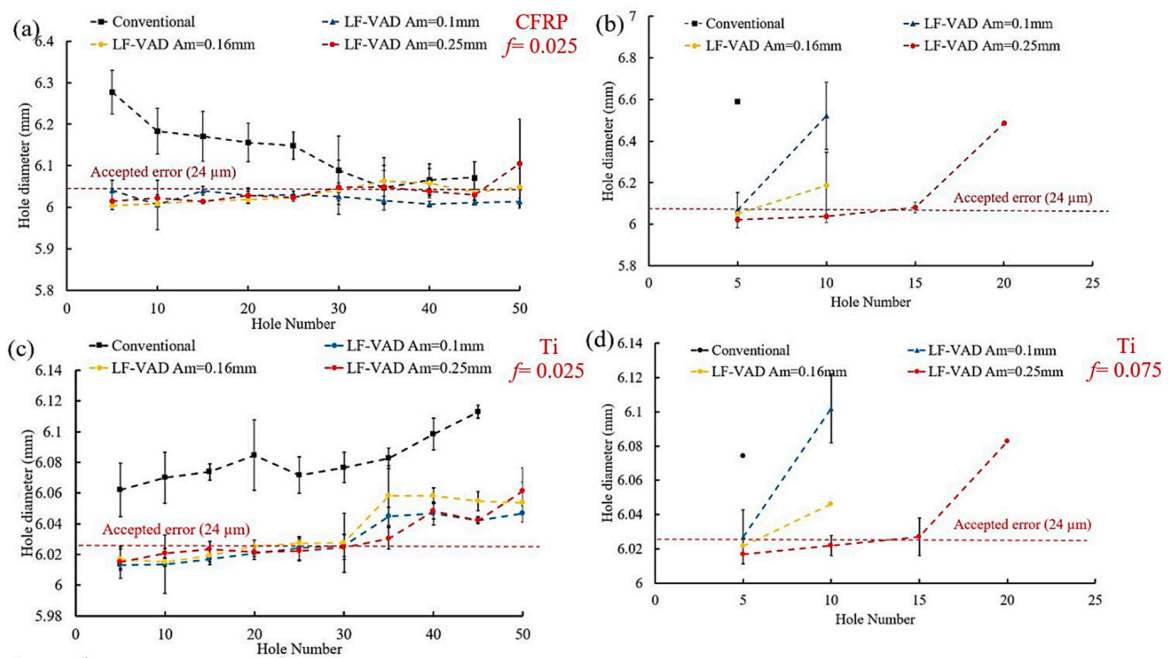 (a)
Conventional
LF-VAD Am=0.1mm
LF-VAD Am=0.16mm
LF-VAD Am=0.25mm
CFRP
f= 0.025
Hole diameter (mm)
6.4
6.3
6.2
6.1
6
5.9
5.8
Accepted error (24 µm)
0 10 20 30 40 50
Hole Number
(b)
Conventional
LF-VAD Am=0.1mm
LF-VAD Am=0.16mm
LF-VAD Am=0.25mm
Hole diameter (mm)
7
6.8
6.6
6.4
6.2
6
5.8
Accepted error (24 µm)
0 5 10 15 20 25
Hole Number
(c)
Conventional
LF-VAD Am=0.1mm
LF-VAD Am=0.16mm
LF-VAD Am=0.25mm
Ti
f= 0.025
Hole diameter (mm)
6.14
6.12
6.1
6.08
6.06
6.04
6.02
6
5.98
Accepted error (24 µm)
0 10 20 30 40 50
Hole Number
(d)
Conventional
LF-VAD Am=0.1mm
LF-VAD Am=0.16mm
LF-VAD Am=0.25mm
Ti
f= 0.075
Hole diameter (mm)
6.14
6.12
6.1
6.08
6.06
6.04
6.02
6
Accepted error (24 µm)
0 5 10 15 20 25
Hole Number